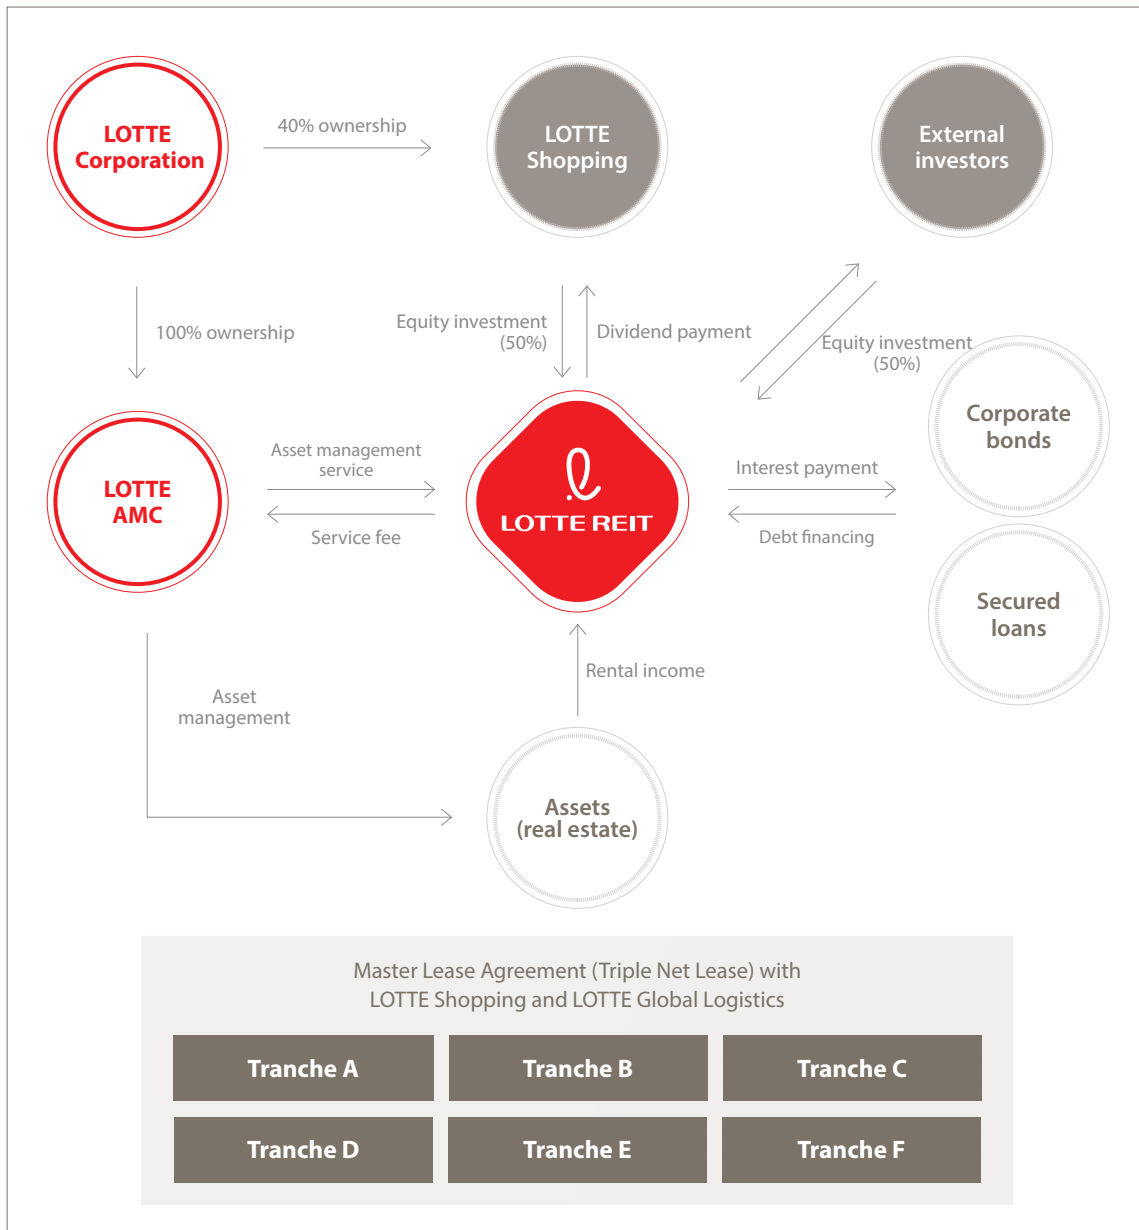 LOTTE
Corporation
40% ownership
LOTTE
Shopping
External
investors
100% ownership
Equity investment
(50%)
Dividend payment
Equity investment
(50%)
Corporate
bonds
LOTTE
AMC
Asset management
service
Service fee
LOTTE REIT
Interest payment
Debt financing
Secured
loans
Asset
management
Rental income
Assets
(real estate)
Master Lease Agreement (Triple Net Lease) with
LOTTE Shopping and LOTTE Global Logistics
Tranche A
Tranche B
Tranche C
Tranche D
Tranche E
Tranche F